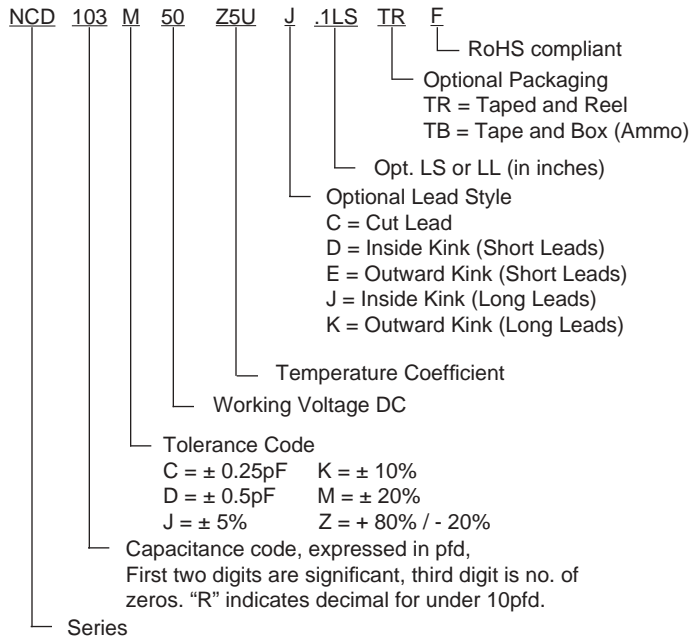 NCD 103 M 50 Z5U J .1LS TR F
RoHS compliant
Optional Packaging
TR = Taped and Reel
TB = Tape and Box (Ammo)
Opt. LS or LL (in inches)
Optional Lead Style
C = Cut Lead
D = Inside Kink (Short Leads)
E = Outward Kink (Short Leads)
J = Inside Kink (Long Leads)
K = Outward Kink (Long Leads)
Temperature Coefficient
Working Voltage DC
Tolerance Code
C = ± 0.25pF K = ± 10%
D = ± 0.5pF M = ± 20%
J = ± 5% Z = + 80% / - 20%
Capacitance code, expressed in pfd,
First two digits are significant, third digit is no. of
zeros. “R” indicates decimal for under 10pfd.
Series